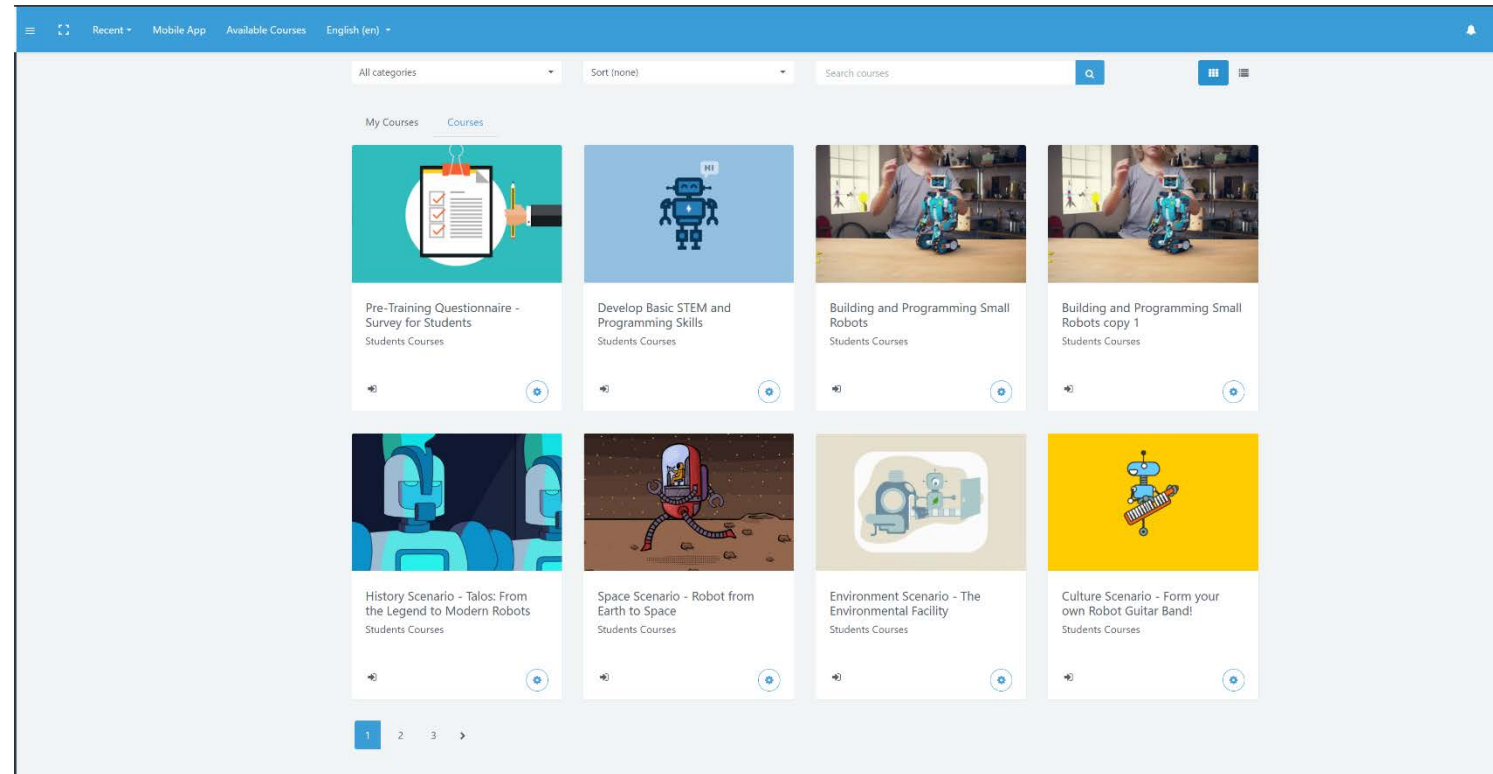 Recent Mobile App Available Courses English (en)
All categories Sort (none) Search courses
My Courses Courses
HI
Pre-Training Questionnaire -
Survey for Students
Students Courses
Develop Basic STEM and
Programming Skills
Students Courses
Building and Programming Small
Robots
Students Courses
Building and Programming Small
Robots copy 1
Students Courses
History Scenario - Talos: From
the Legend to Modern Robots
Students Courses
Space Scenario - Robot from
Earth to Space
Students Courses
Environment Scenario - The
Environmental Facility
Students Courses
Culture Scenario - Form your
own Robot Guitar Band!
Students Courses
1 2 3